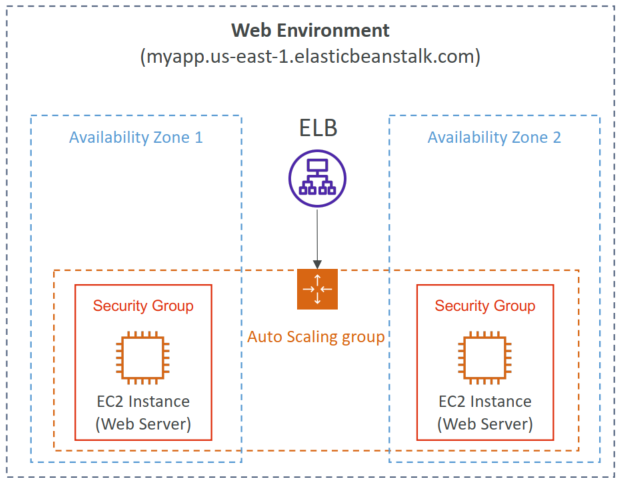 Web Environment
(myapp.us-east-1.elasticbeanstalk.com)
ELB
Availability Zone 1
Availability Zone 2
Auto Scaling group
Security Group
EC2 Instance
(Web Server)
Security Group
EC2 Instance
(Web Server)